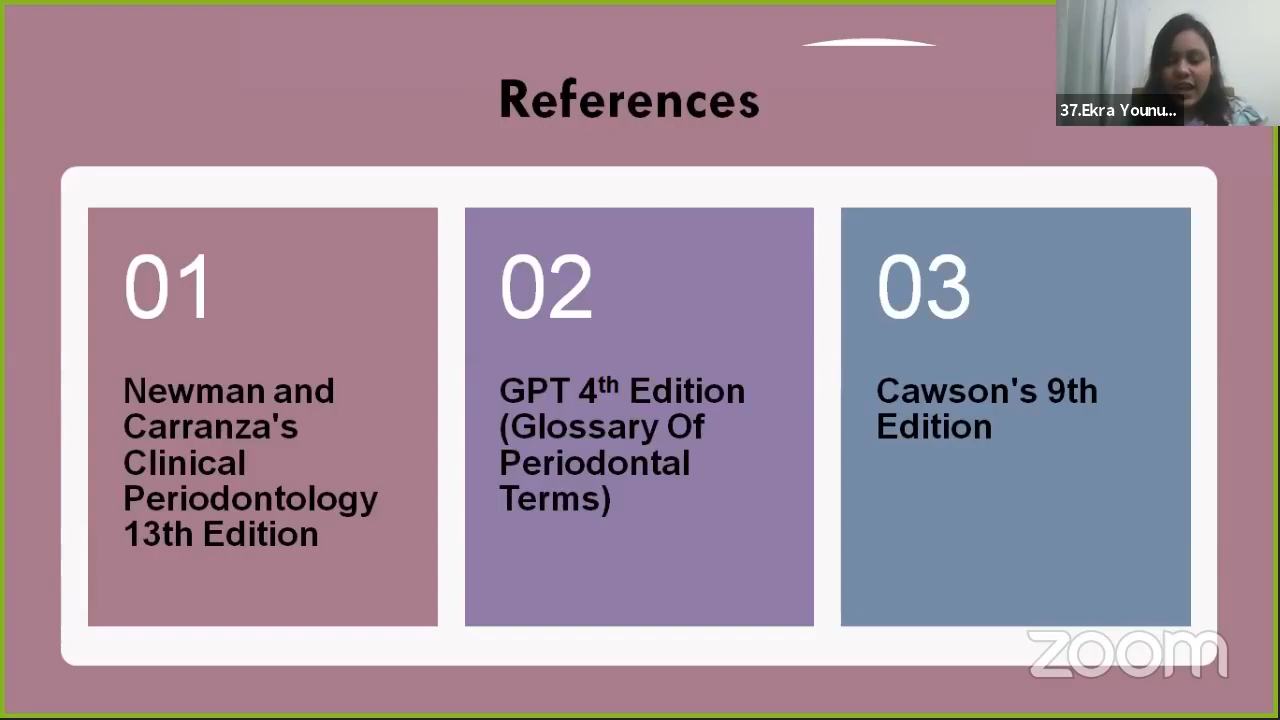 References
37.Ekra Younu...
01
Newman and
Carranza's
Clinical
Periodontology
13th Edition
02
GPT 4th Edition
(Glossary Of
Periodontal
Terms)
03
Cawson's 9th
Edition
zoom